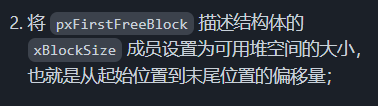 2. 将 pxFirstFreeBlock 描述结构体的
xBlockSize 成员设置为可用堆空间的大小，
也就是从起始位置到末尾位置的偏移量；